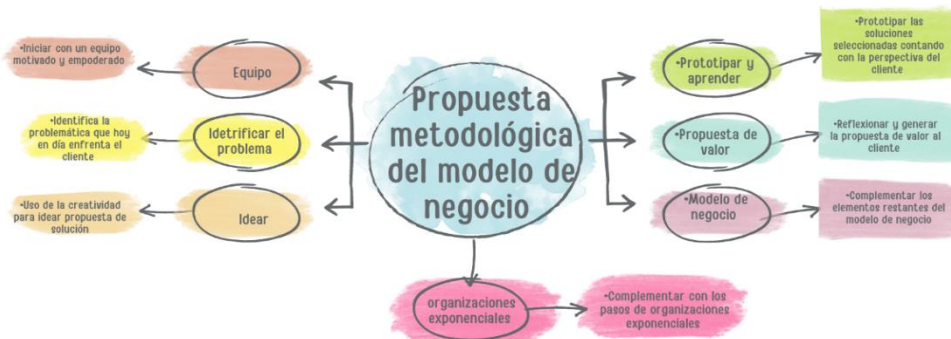 •Iniciar con un equipo
motivado y empoderado
Equipo
•Identifica la
problemática que hoy
en día enfrenta el
cliente
Idetrificar el
problema
•Uso de la creatividad
para idear propuesta de
solución
Idear
Propuesta
metodológica
del modelo de
negocio
•Prototipar y
aprender
•Prototipar las
soluciones
seleccionadas contando
con la perspectiva del
cliente
•Propuesta de
valor
•Reflexionar y generar
la propuesta de valor al
cliente
•Modelo de
negocio
•Complementar los
elementos restantes del
modelo de negocio
organizaciones
exponenciales
•Complementar con los
pasos de organizaciones
exponenciales